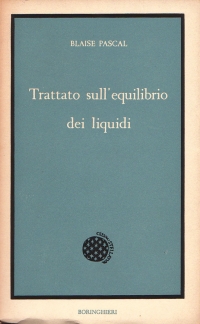 BLAISE PASCAL
Trattato sull'equilibrio
dei liquidi
BORINGHIERI